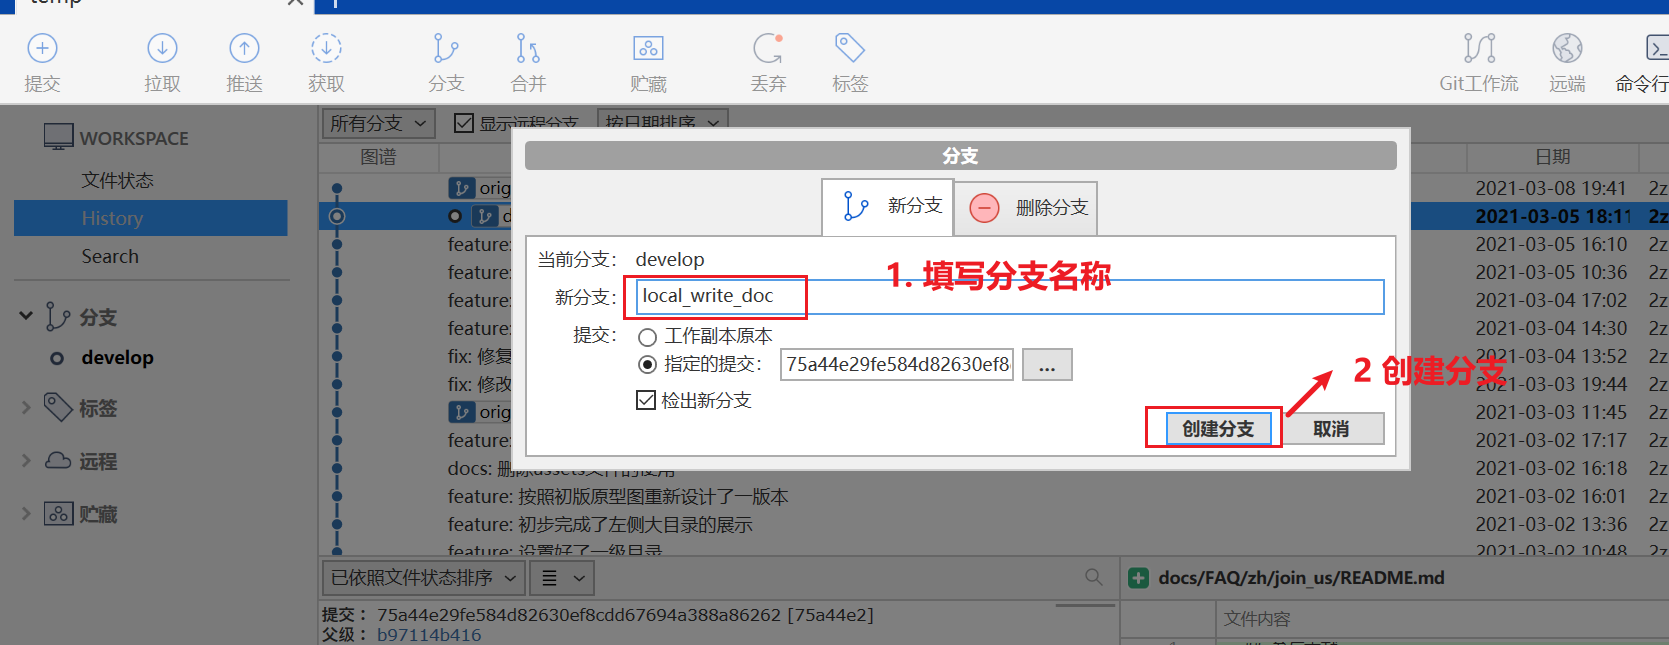 temp
提交 拉取 推送 获取 分支 合并 贮藏 丢弃 标签 Git工作流 远端 命令行
所有分支 显示远程分支 按日期排序
WORKSPACE
文件状态
History
Search
分支
develop
标签
远程
贮藏
图谱 日期
2021-03-08 19:41
2021-03-05 18:11
feature: 2021-03-05 16:10
feature: 2021-03-05 10:36
feature: 2021-03-04 17:02
feature: 2021-03-04 14:30
fix: 修复 2021-03-04 13:52
fix: 修改 2021-03-03 19:44
2021-03-03 11:45
feature: 2021-03-02 17:17
docs: 删除assets文件的使用 2021-03-02 16:18
feature: 按照初版原型图重新设计了一版本 2021-03-02 16:01
feature: 初步完成了左侧大目录的展示 2021-03-02 13:36
feature: 设置好了一级目录 2021-03-02 10:48
分支
新分支 删除分支
当前分支: develop
新分支: local_write_doc
提交: 工作副本原本
指定的提交: 75a44e29fe584d82630ef8 ...
检出新分支
创建分支 取消
1. 填写分支名称
2 创建分支
已依照文件状态排序
提交: 75a44e29fe584d82630ef8cdd67694a388a86262 [75a44e2]
父级: b97114b416
docs/FAQ/zh/join_us/README.md
文件内容